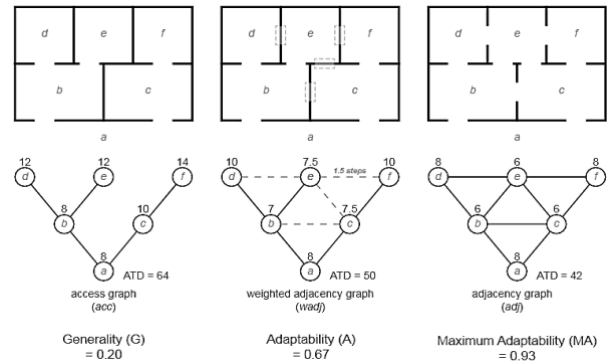 d e f d e f d e f
b c b c b c
a a a
12 12 14 10 7.5 10 8 6 8
d e f d e 1.5 steps f d e f
8 10 7 7.5 6 6
b c b c b c
8 8 8
a ATD = 64 a ATD = 50 a ATD = 42
access graph weighted adjacency graph adjacency graph
(acc) (wadj) (adj)
Generality (G) Adaptability (A) Maximum Adaptability (MA)
= 0.20 = 0.67 = 0.93